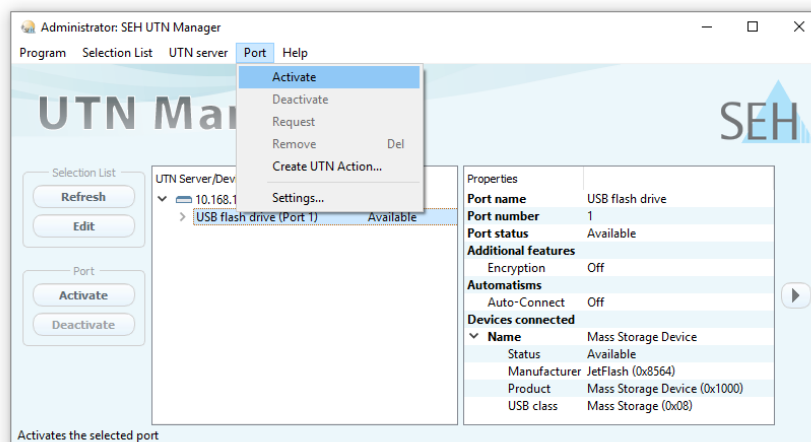 Administrator: SEH UTN Manager
Program Selection List UTN server Port Help
Activate
Deactivate
Request
Remove Del
Create UTN Action...
Settings...
UTN
SEH
Selection List
Refresh
Edit
Port
Activate
Deactivate
UTN Server/Dev
10.168.1
USB flash drive (Port 1) Available
Properties
Port name USB flash drive
Port number 1
Port status Available
Additional features
Encryption Off
Automatisms
Auto-Connect Off
Devices connected
Name Mass Storage Device
Status Available
Manufacturer JetFlash (0x8564)
Product Mass Storage Device (0x1000)
USB class Mass Storage (0x08)
Activates the selected port